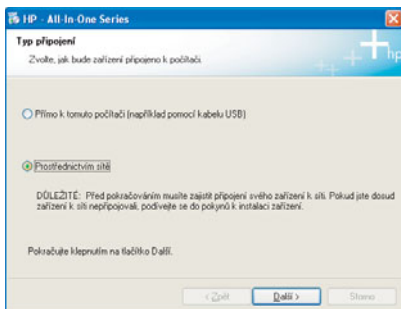 HP - All-In-One Series
Typ připojení
Zvolte, jak bude zařízení připojeno k počítači.
hp
Přímo k tomuto počítači (například pomocí kabelu USB)
Prostřednictvím sítě
DŮLEŽITÉ: Před pokračováním musíte zajistit připojení svého zařízení k síti. Pokud jste dosud
zařízení k síti nepřipojovali, podívejte se do pokynů k instalaci zařízení.
Pokračujte klepnutím na tlačítko Další.
< Zpět
Další >
Storno